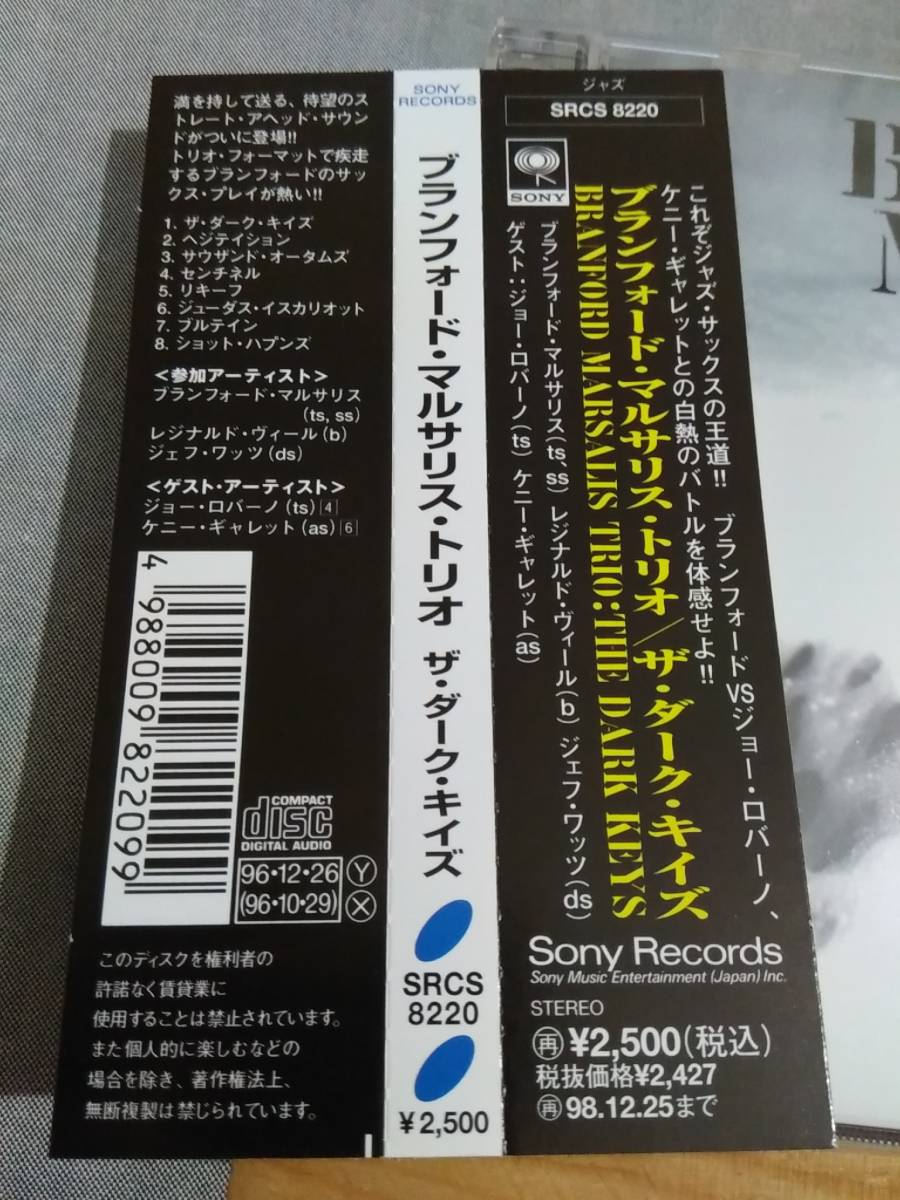 満を持して送る、待望のス
トレート・アヘッド・サウン
ドがついに登場!!
トリオ・フォーマットで疾走
するブランフォードのサッ
クス・プレイが熱い!!
1. ザ・ダーク・キイズ
2. ヘジテイション
3. サウザンド・オータムズ
4. センチネル
5. リキーフ
6. ジューダス・イスカリオット
7. ブルテイン
8. ショット・ハプンズ
<参加アーティスト>
ブランフォード・マルサリス
(ts, ss)
レジナルド・ヴィール(b)
ジェフ・ワッツ(ds)
<ゲスト・アーティスト>
ジョー・ロバーノ(ts)[4]
ケニー・ギャレット(as)[6]
4 988009 822099
COMPACT
disc
DIGITAL AUDIO
96・12・26 Y
(96・10・29) X
このディスクを権利者の
許諾なく賃貸業に
使用することは禁止されています。
また個人的に楽しむなどの
場合を除き、著作権法上、
無断複製は禁じられています。
SONY
RECORDS
ブランフォード・マルサリス・トリオ ザ・ダーク・キイズ
SRCS
8220
¥2,500
ジャズ
SRCS 8220
SONY
これぞジャズ・サックスの王道!! ブランフォードVSジョー・ロバーノ、
ケニー・ギャレットとの白熱のバトルを体感せよ!!
ブランフォード・マルサリス・トリオ/ザ・ダーク・キイズ
BRANFORD MARSALIS TRIO:THE DARK KEYS
ブランフォード・マルサリス(ts, ss) レジナルド・ヴィール(b) ジェフ・ワッツ(ds)
ゲスト:ジョー・ロバーノ(ts) ケニー・ギャレット(as)
Sony Records
Sony Music Entertainment (Japan) Inc.
STEREO
再 ¥2,500(税込)
税抜価格¥2,427
再 98.12.25まで